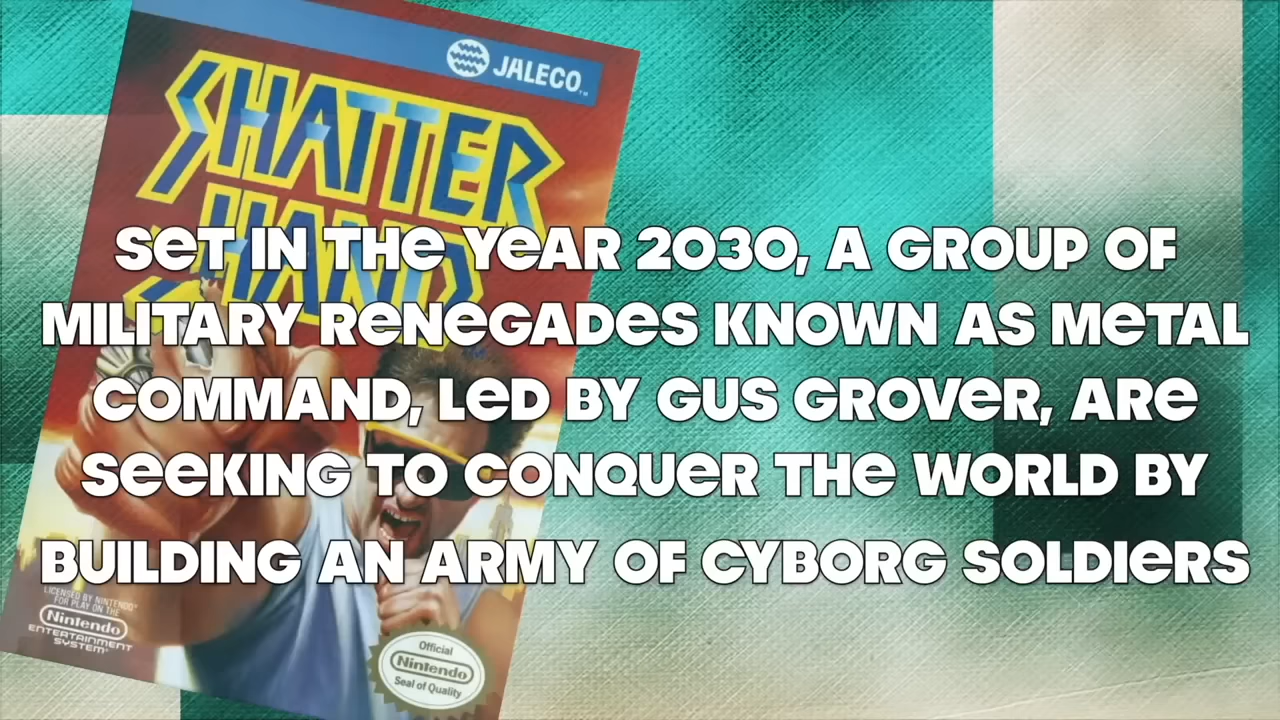 JALECO™
SHATTER
HAND
SET IN THE YEAR 2030, A GROUP OF
MILITARY RENEGADES KNOWN AS METAL
COMMAND, LED BY GUS GROVER, ARE
SEEKING TO CONQUER THE WORLD BY
BUILDING AN ARMY OF CYBORG SOLDIERS
LICENSED BY NINTENDO®
FOR PLAY ON THE
Nintendo
ENTERTAINMENT
SYSTEM®
Official
Nintendo
Seal of Quality